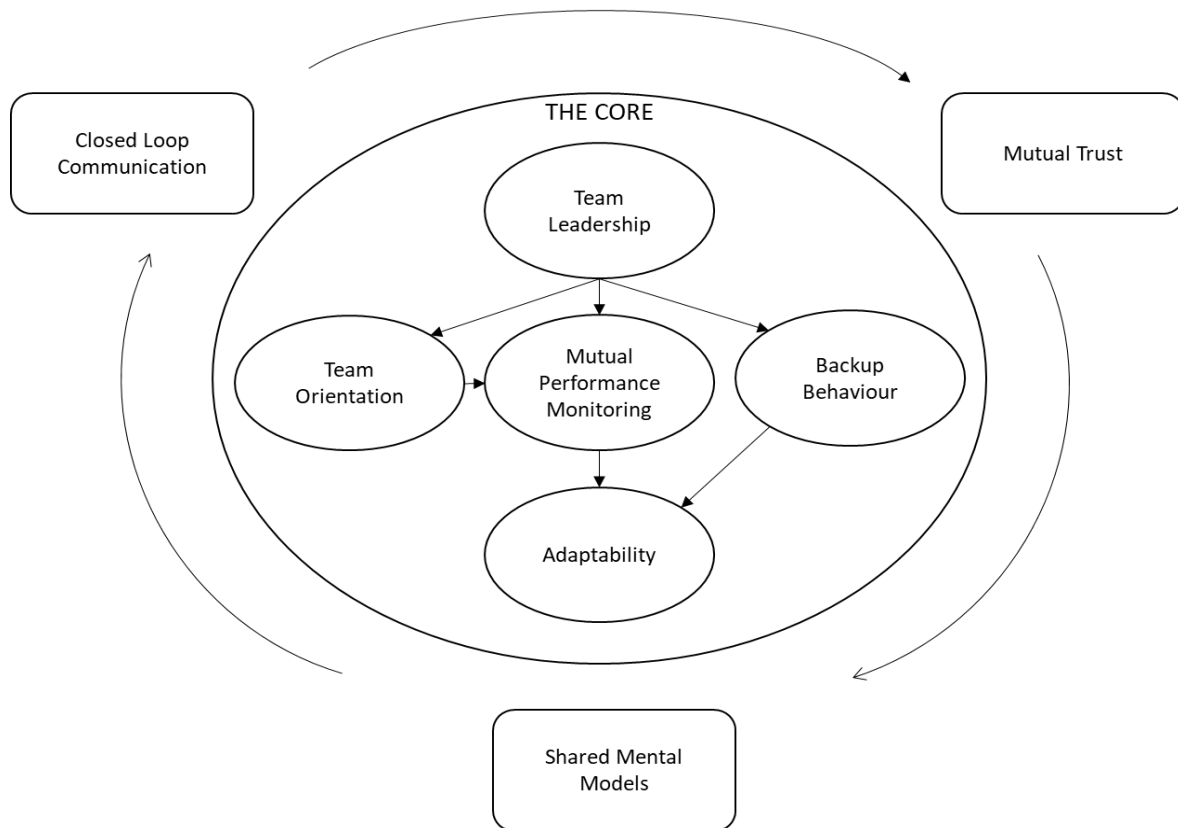 THE CORE
Closed Loop
Communication
Mutual Trust
Team
Leadership
Team
Orientation
Mutual
Performance
Monitoring
Backup
Behaviour
Adaptability
Shared Mental
Models